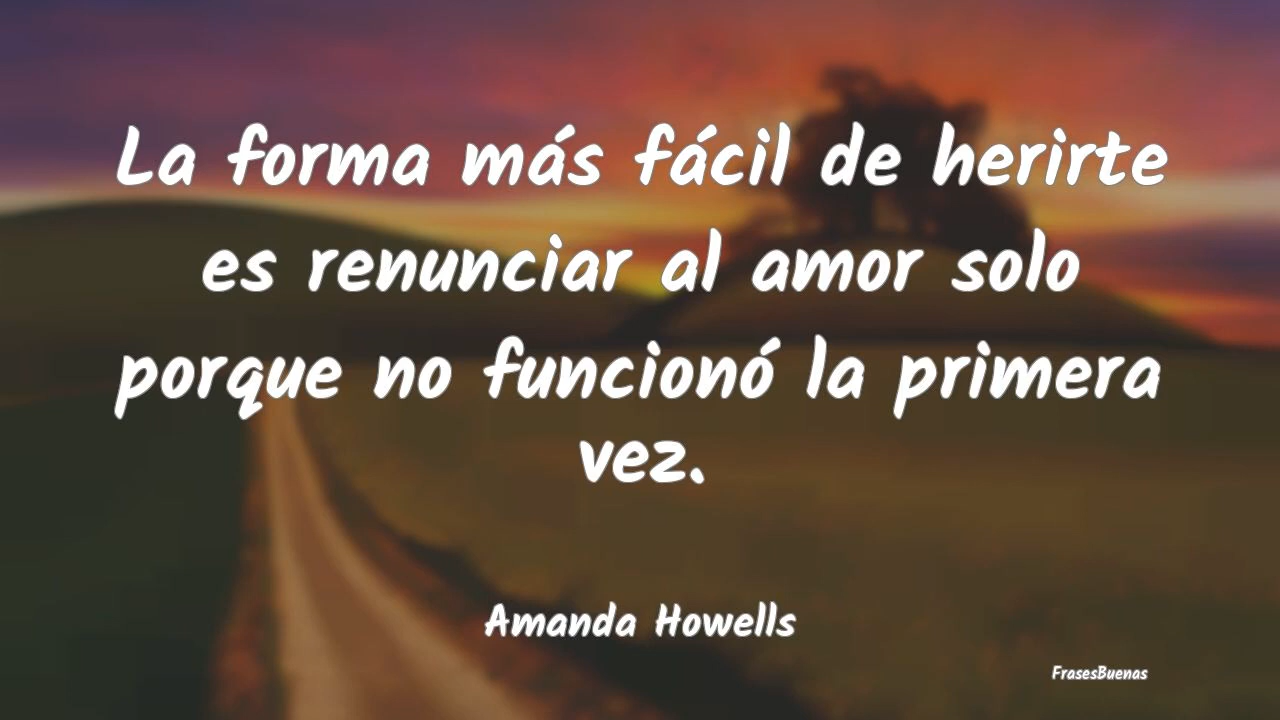 La forma más fácil de herirte
es renunciar al amor solo
porque no funcionó la primera
vez.
Amanda Howells
FrasesBuenas